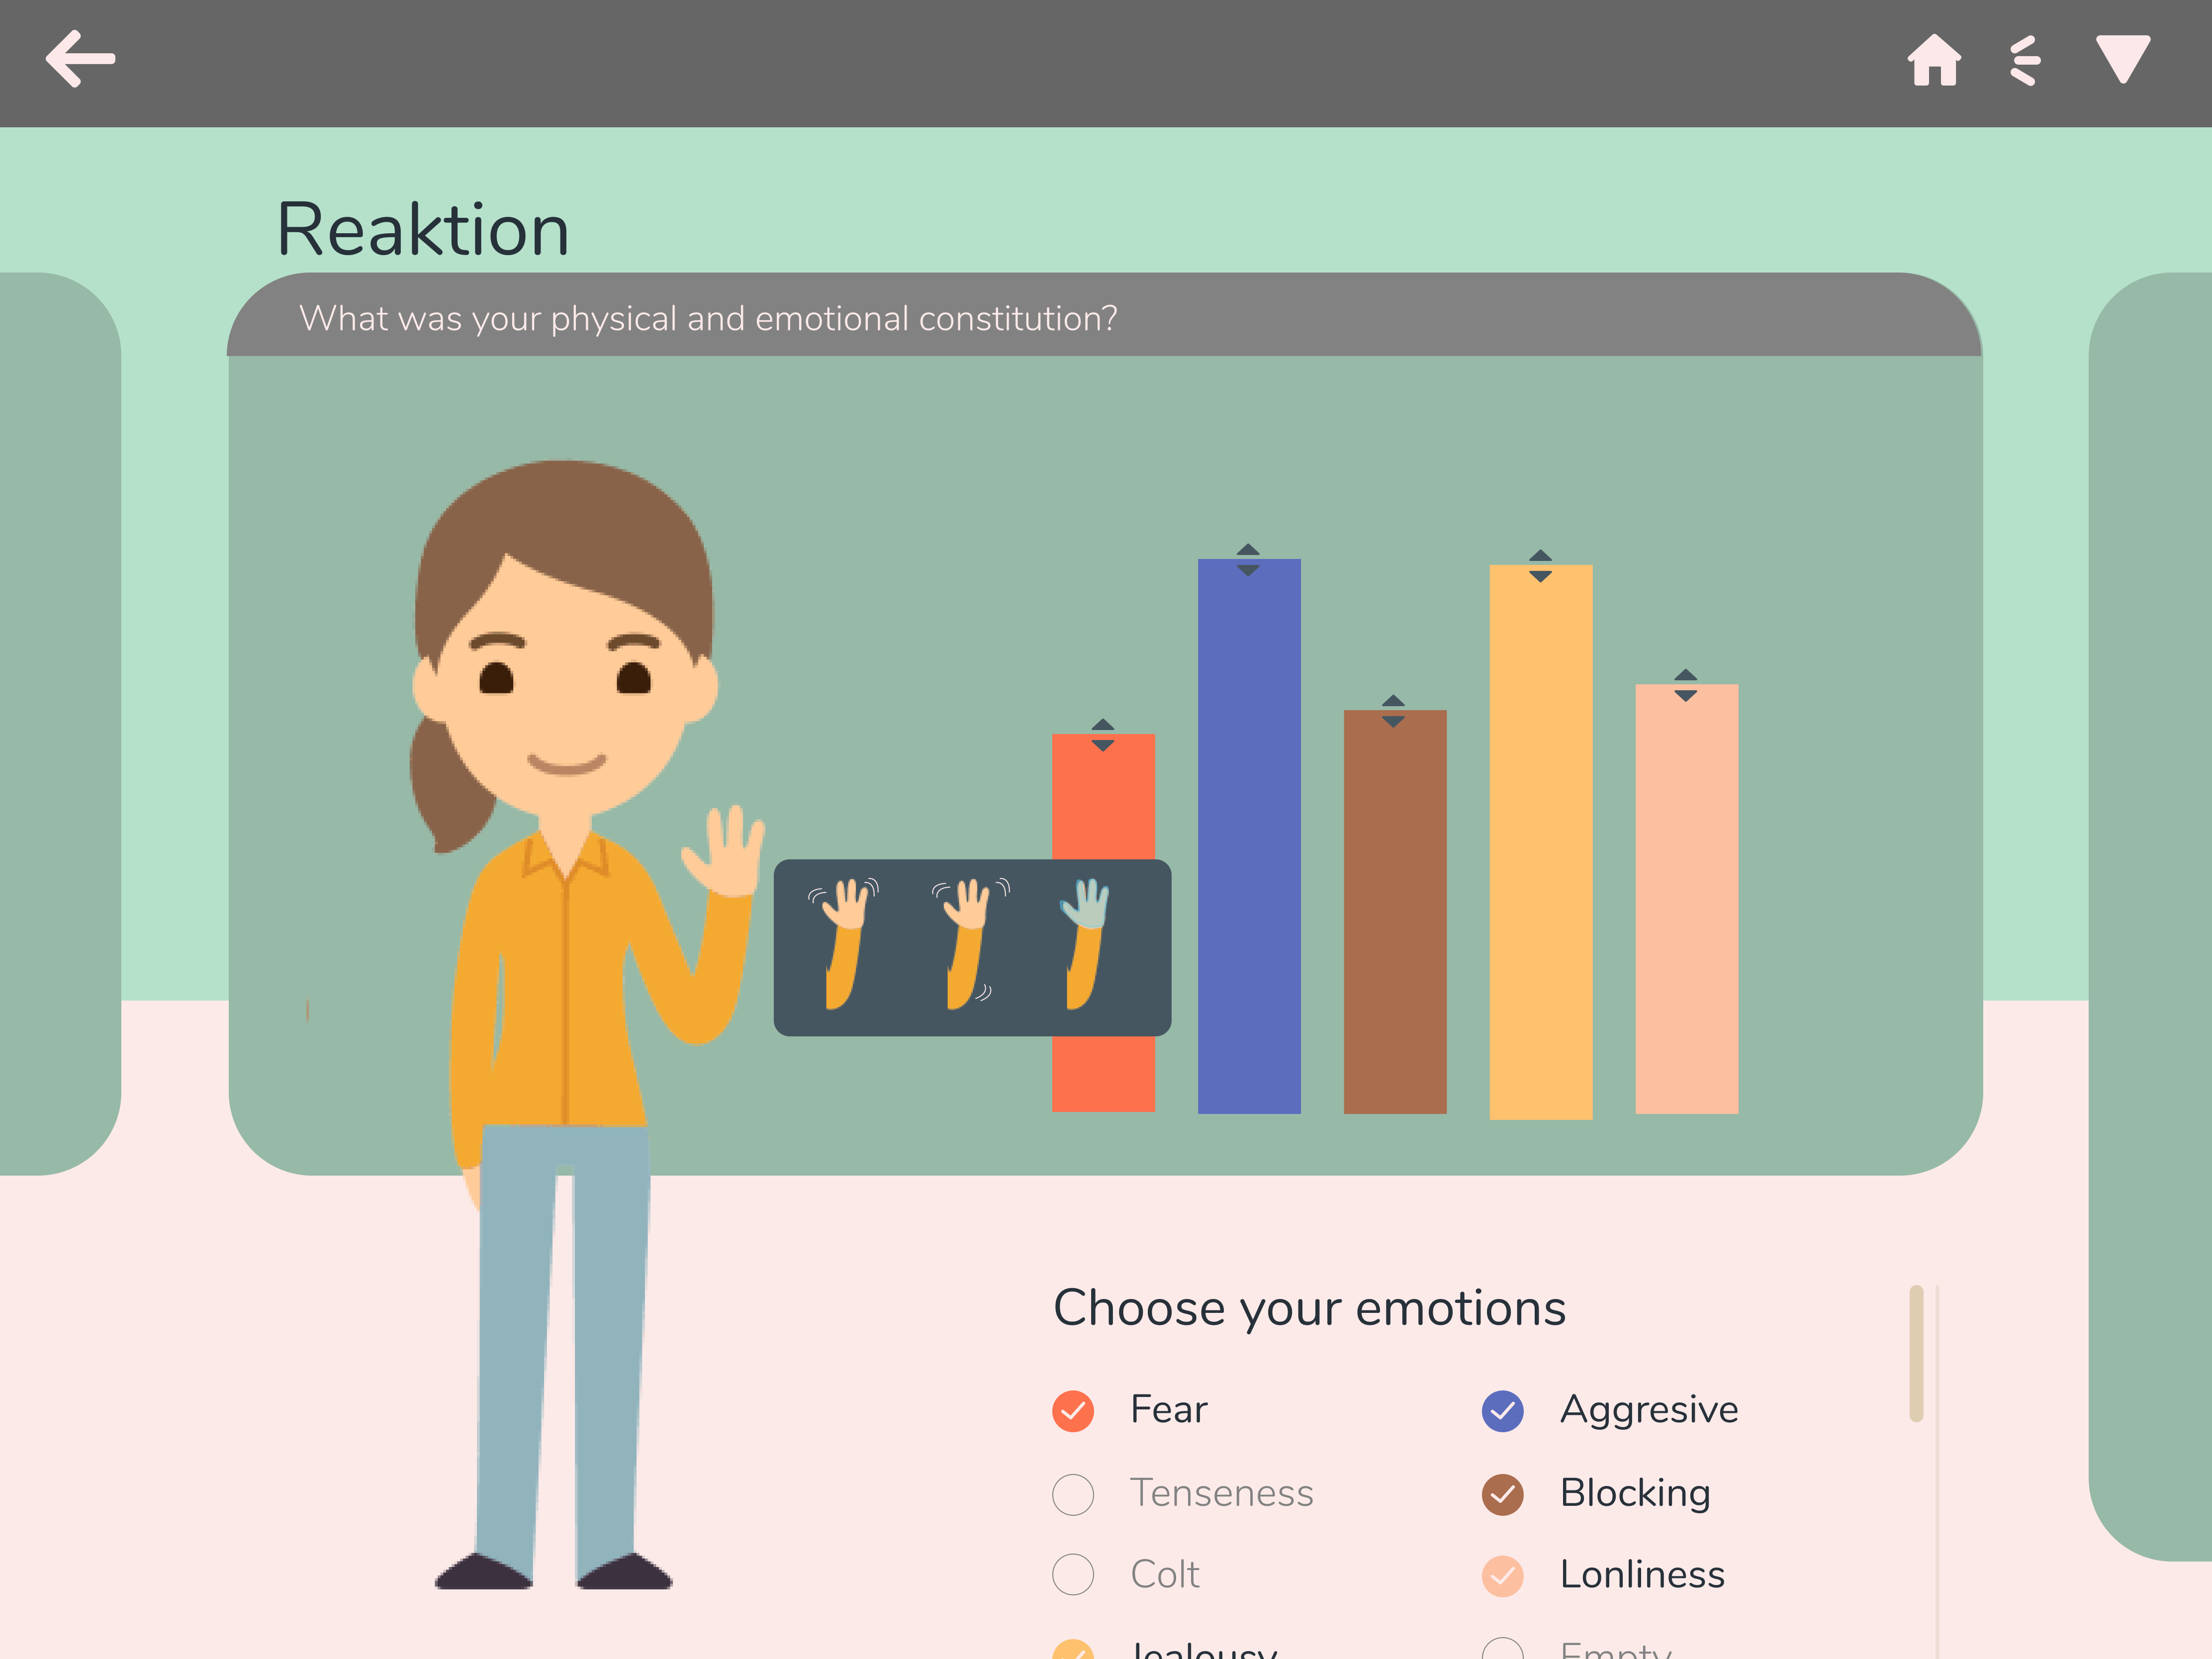 Reaktion
What was your physical and emotional constitution?
Choose your emotions
Fear
Aggresive
Tenseness
Blocking
Colt
Lonliness
Jealousy
Empty